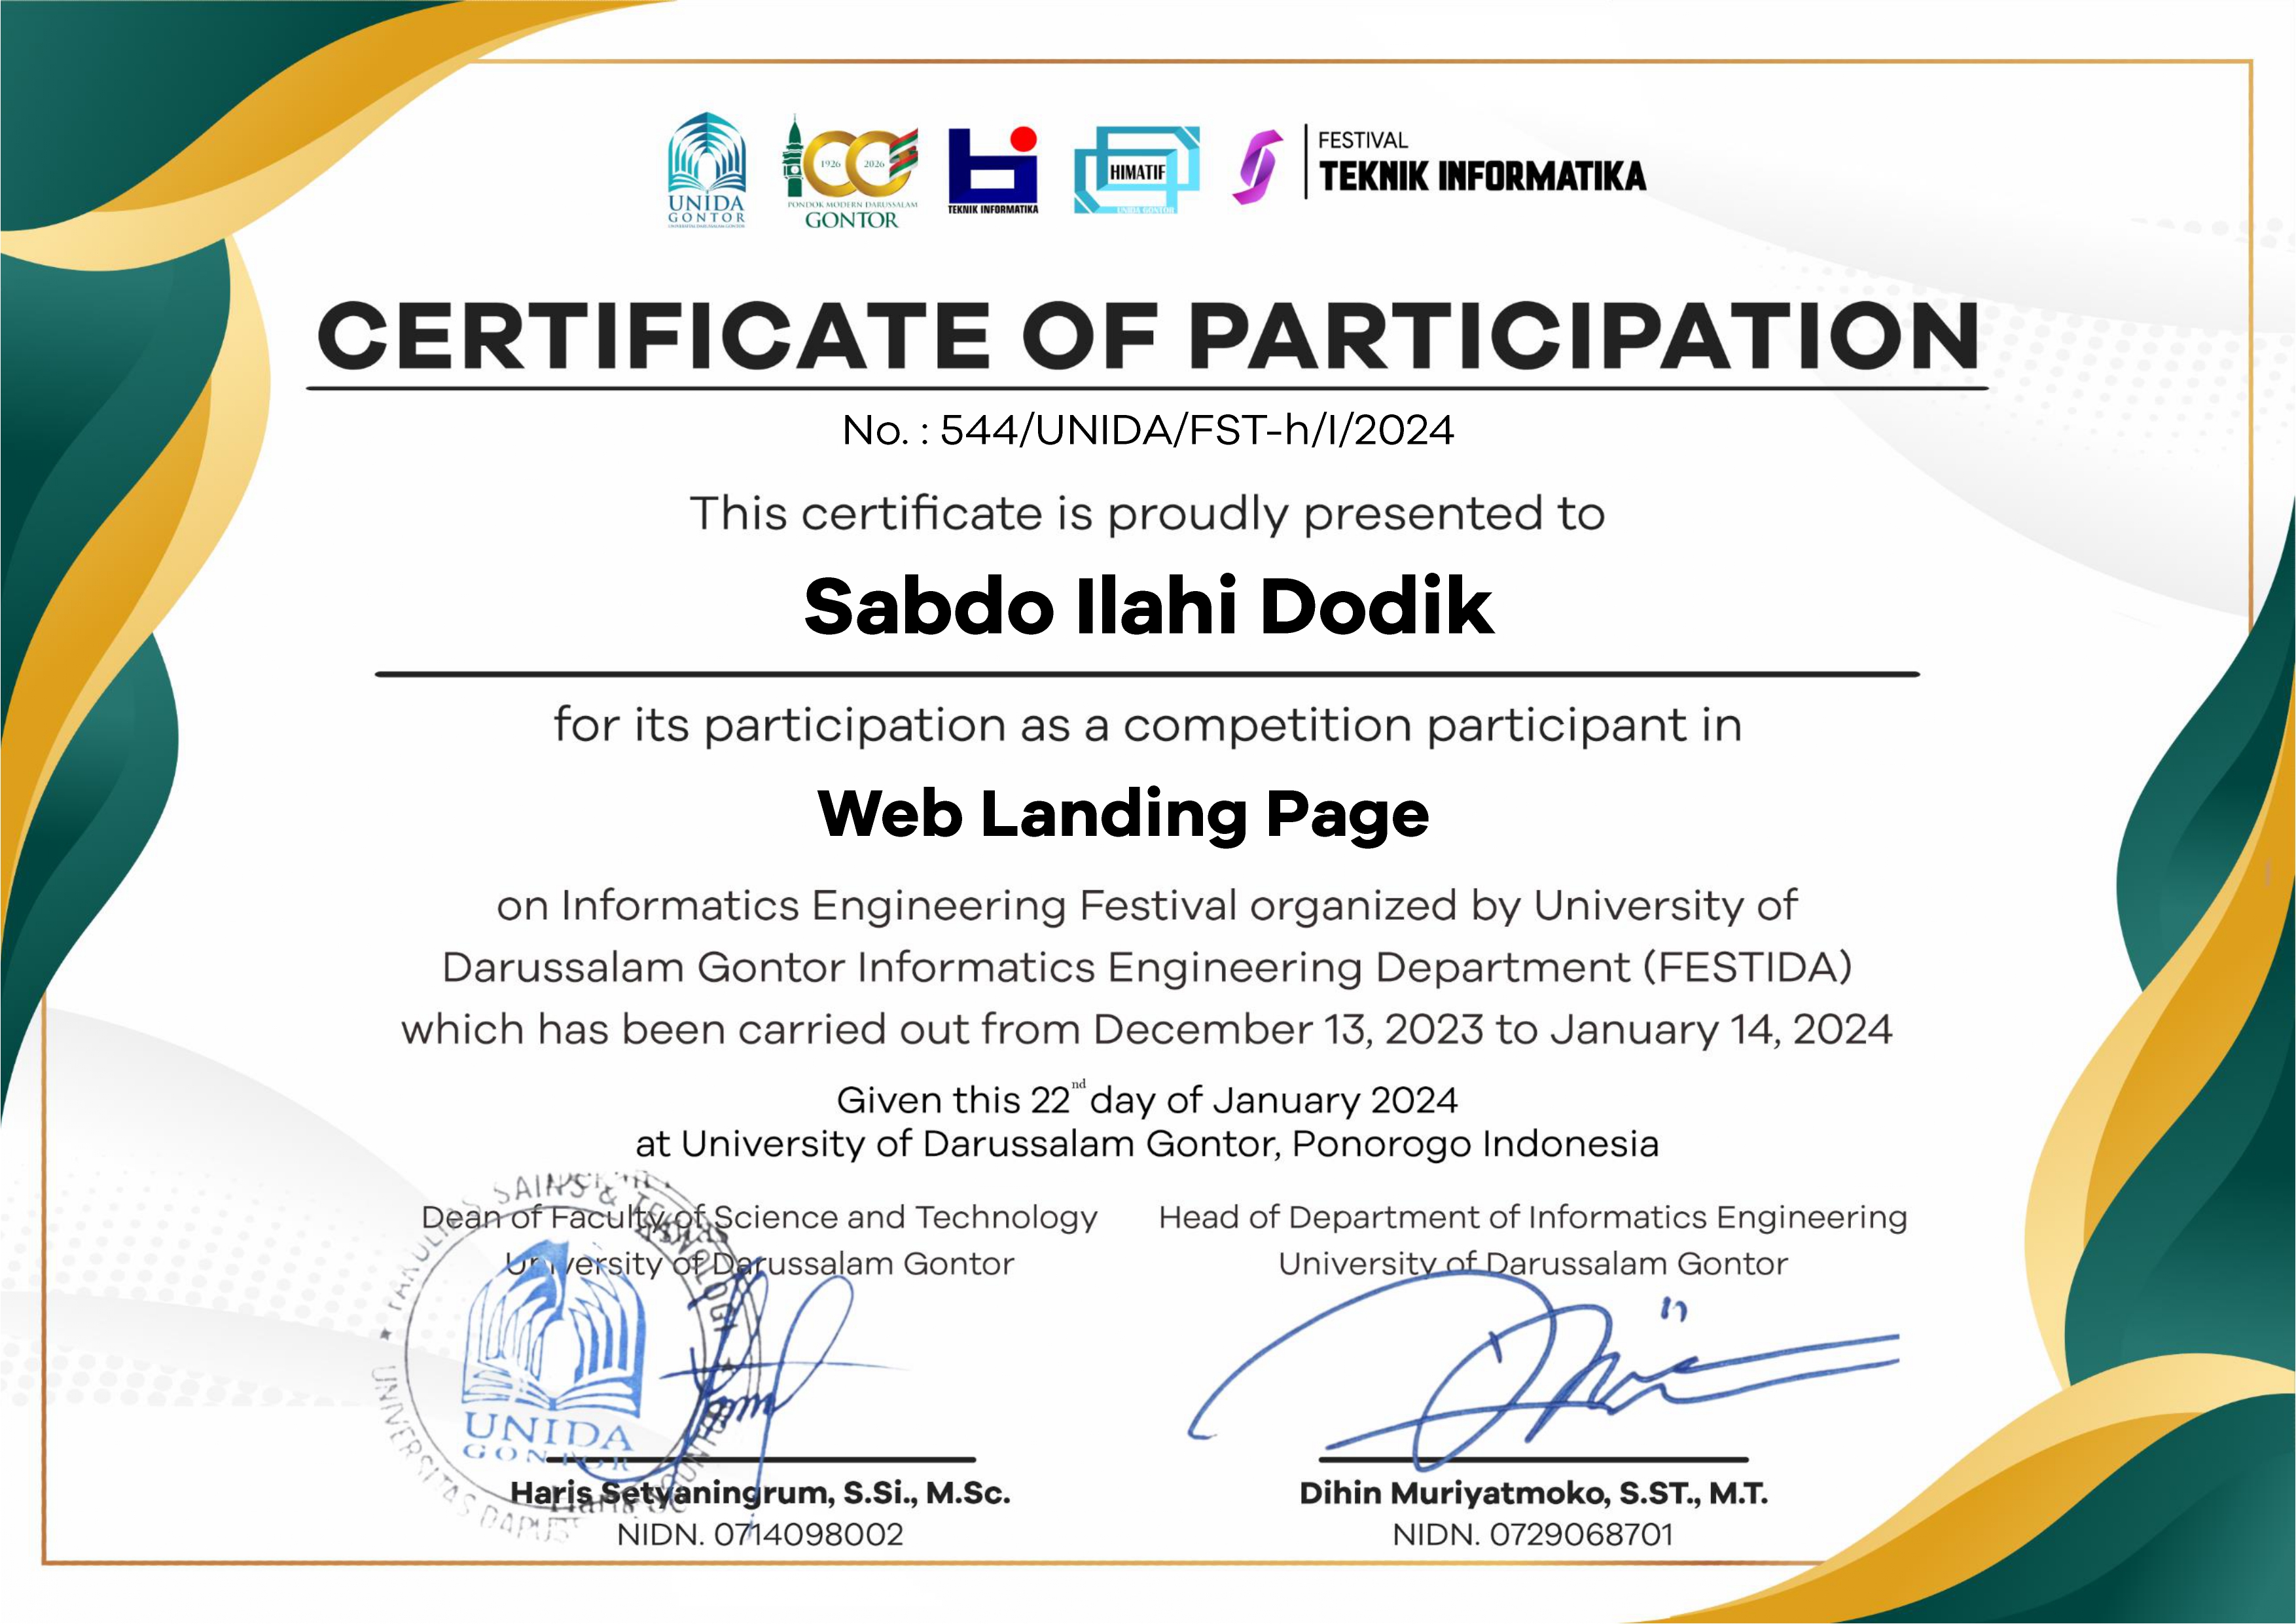 UNIDA
GONTOR
UNIVERSITAS DARUSSALAM GONTOR
1926 2026
PONDOK MODERN DARUSSALAM
GONTOR
TEKNIK INFORMATIKA
HIMATIF
UNIDA GONTOR
FESTIVAL
TEKNIK INFORMATIKA
CERTIFICATE OF PARTICIPATION
No. : 544/UNIDA/FST-h/I/2024
This certificate is proudly presented to
Sabdo Ilahi Dodik
for its participation as a competition participant in
Web Landing Page
on Informatics Engineering Festival organized by University of
Darussalam Gontor Informatics Engineering Department (FESTIDA)
which has been carried out from December 13, 2023 to January 14, 2024
Given this 22nd day of January 2024
at University of Darussalam Gontor, Ponorogo Indonesia
Dean of Faculty of Science and Technology
University of Darussalam Gontor
FAKULTAS SAINS & TEKNOLOGI
UNIDA
GONTOR
UNIVERSITAS
Haris Setyaningrum, S.Si., M.Sc.
NIDN. 0714098002
Head of Department of Informatics Engineering
University of Darussalam Gontor
Dihin Muriyatmoko, S.ST., M.T.
NIDN. 0729068701